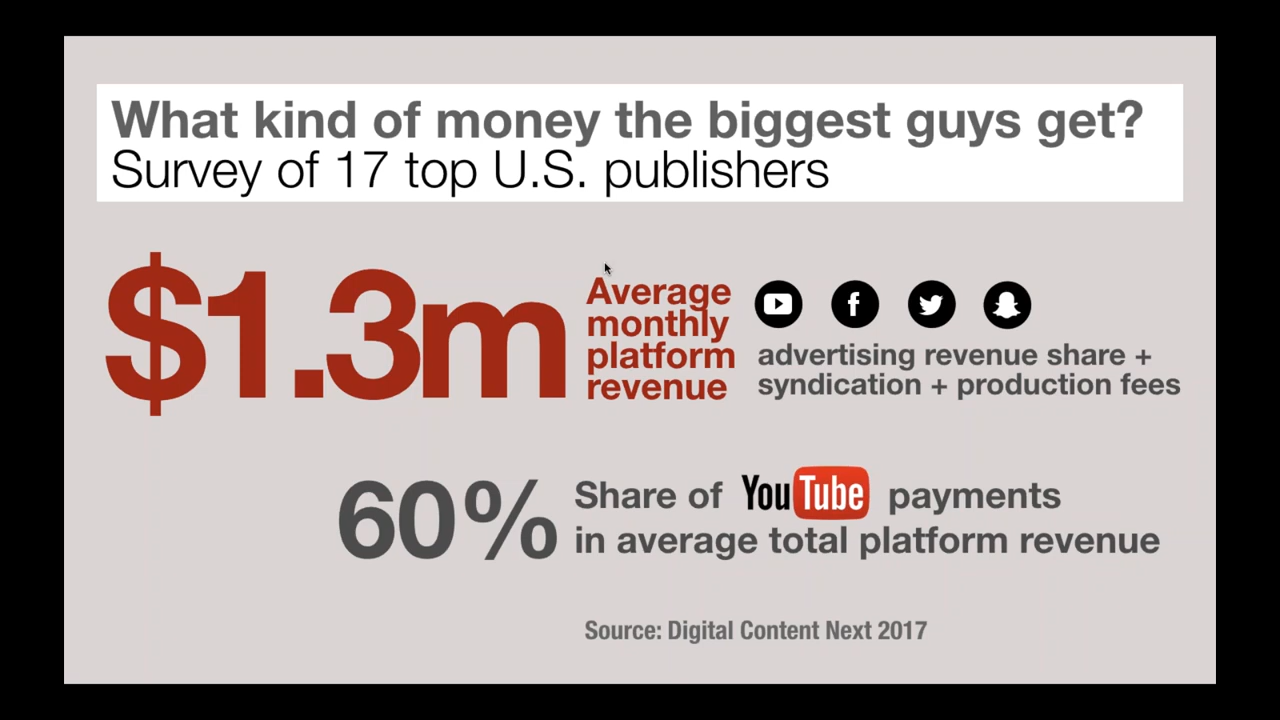 What kind of money the biggest guys get?
Survey of 17 top U.S. publishers
$1.3m
Average
monthly
platform
revenue
advertising revenue share +
syndication + production fees
60%
Share of YouTube payments
in average total platform revenue
Source: Digital Content Next 2017